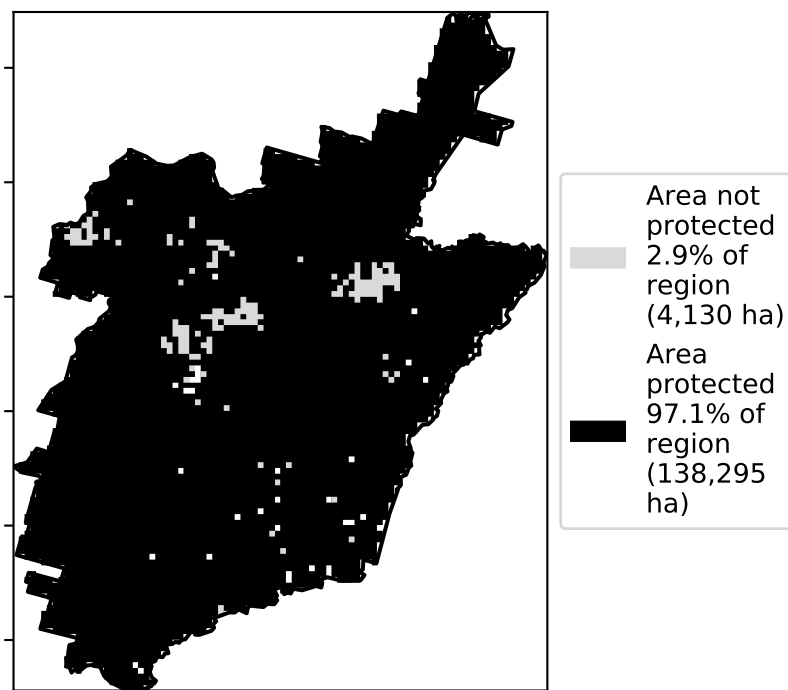 Area not
protected
2.9% of
region
(4,130 ha)
Area
protected
97.1% of
region
(138,295
ha)